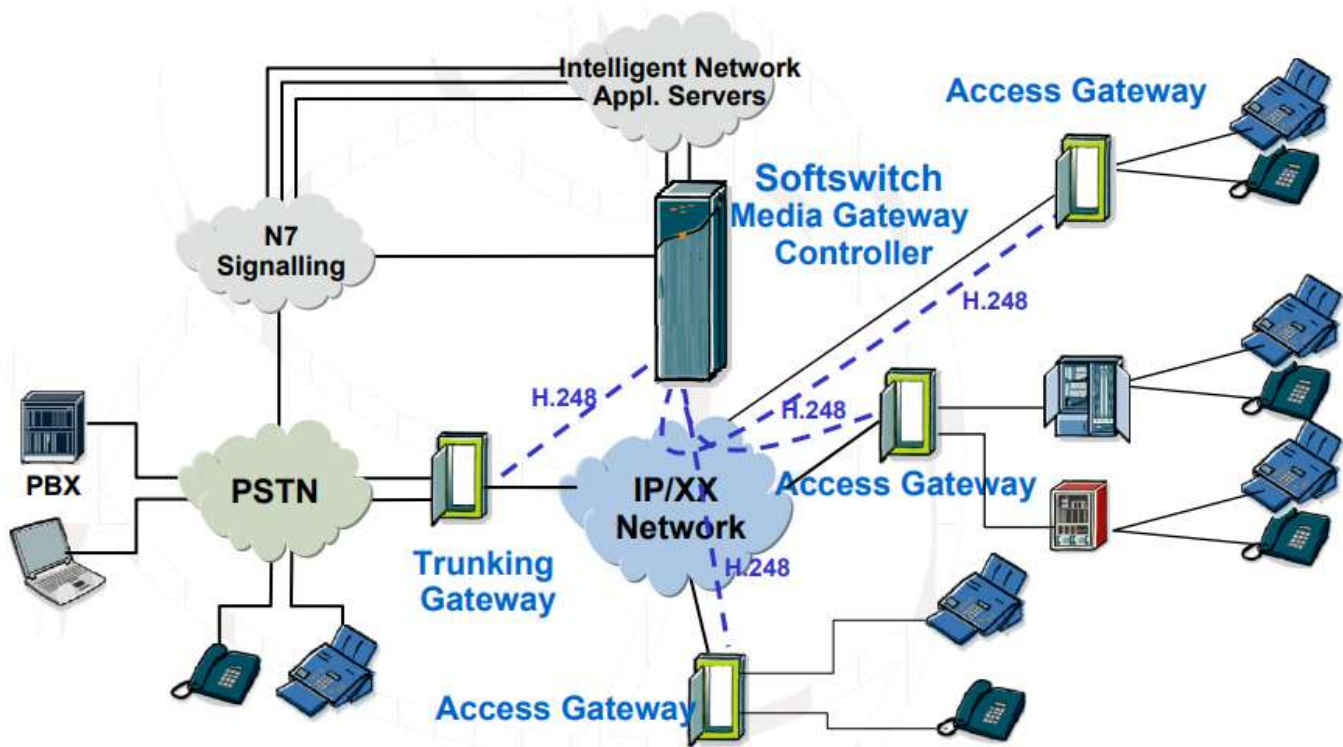 Intelligent Network
Appl. Servers
Access Gateway
Softswitch
Media Gateway
Controller
N7
Signalling
H.248
H.248
H.248
PBX
PSTN
IP/XX
Network
Access Gateway
Trunking
Gateway
H.248
Access Gateway